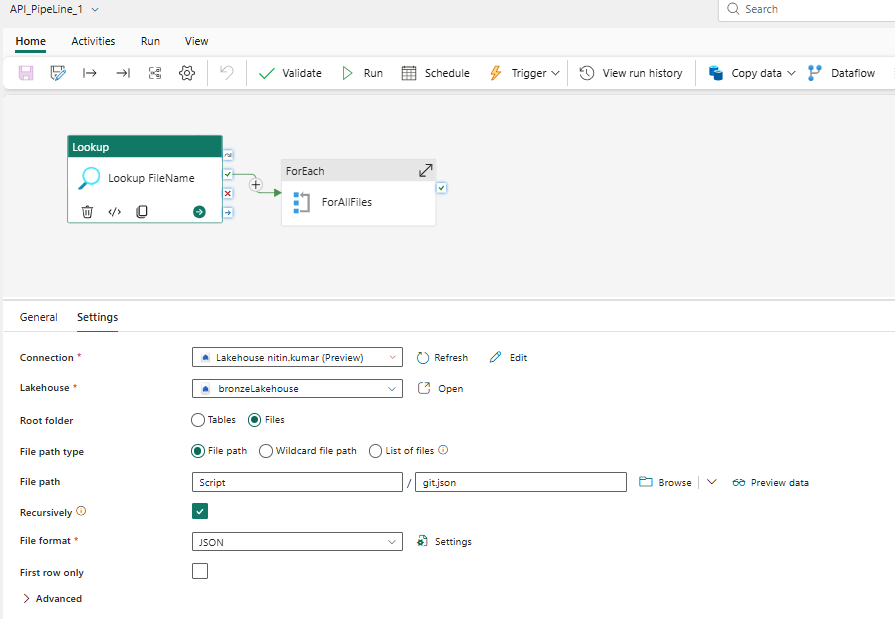 API_PipeLine_1
Search
Home Activities Run View
Validate Run Schedule Trigger View run history Copy data Dataflow
Lookup
Lookup FileName
ForEach
ForAllFiles
General Settings
Connection * Lakehouse nitin.kumar (Preview) Refresh Edit
Lakehouse * bronzeLakehouse Open
Root folder Tables Files
File path type File path Wildcard file path List of files
File path Script / git.json Browse Preview data
Recursively
File format * JSON Settings
First row only
Advanced